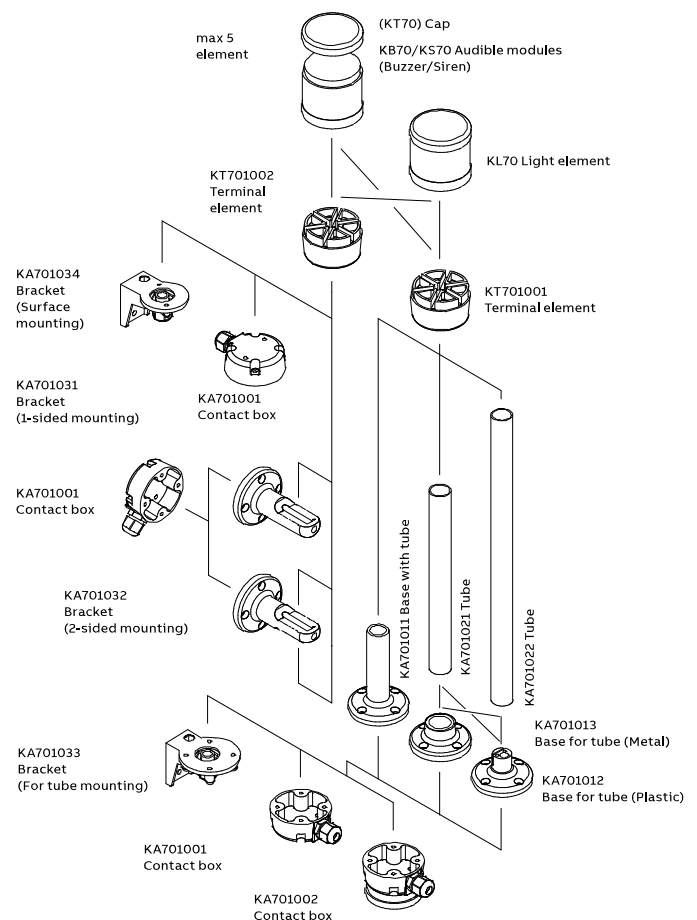 max 5
element
(KT70) Cap
KB70/KS70 Audible modules
(Buzzer/Siren)
KL70 Light element
KT701002
Terminal
element
KA701034
Bracket
(Surface
mounting)
KT701001
Terminal element
KA701031
Bracket
(1-sided mounting)
KA701001
Contact box
KA701001
Contact box
KA701032
Bracket
(2-sided mounting)
KA701011 Base with tube
KA701021 Tube
KA701022 Tube
KA701013
Base for tube (Metal)
KA701033
Bracket
(For tube mounting)
KA701012
Base for tube (Plastic)
KA701001
Contact box
KA701002
Contact box